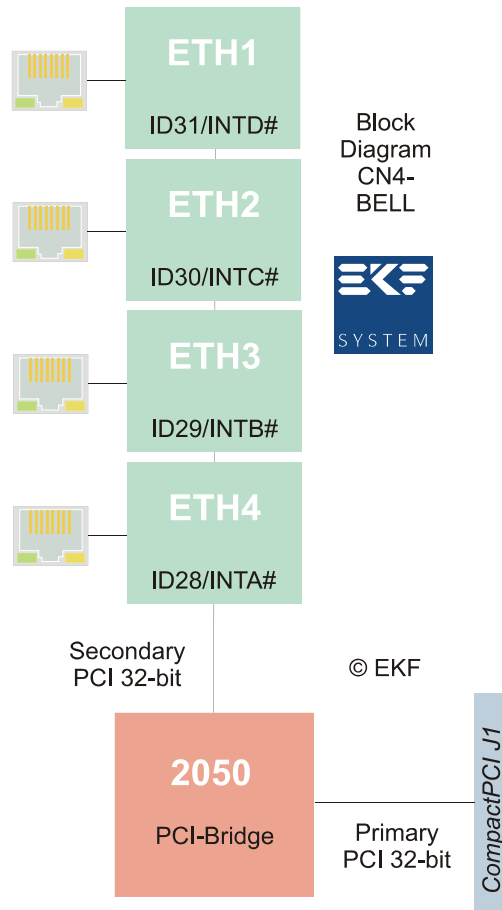 ETH1
ID31/INTD#
Block
Diagram
CN4-
BELL
ETH2
ID30/INTC#
EKF
SYSTEM
ETH3
ID29/INTB#
ETH4
ID28/INTA#
Secondary
PCI 32-bit
© EKF
2050
PCI-Bridge
Primary
PCI 32-bit
CompactPCI J1